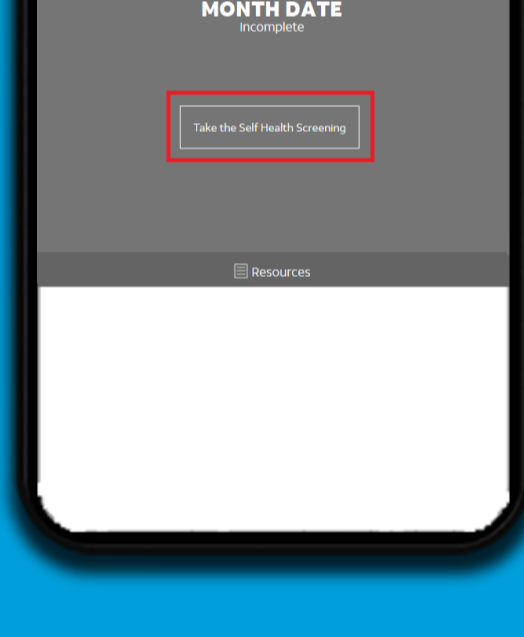 MONTH DATE
Incomplete
Take the Self Health Screening
Resources